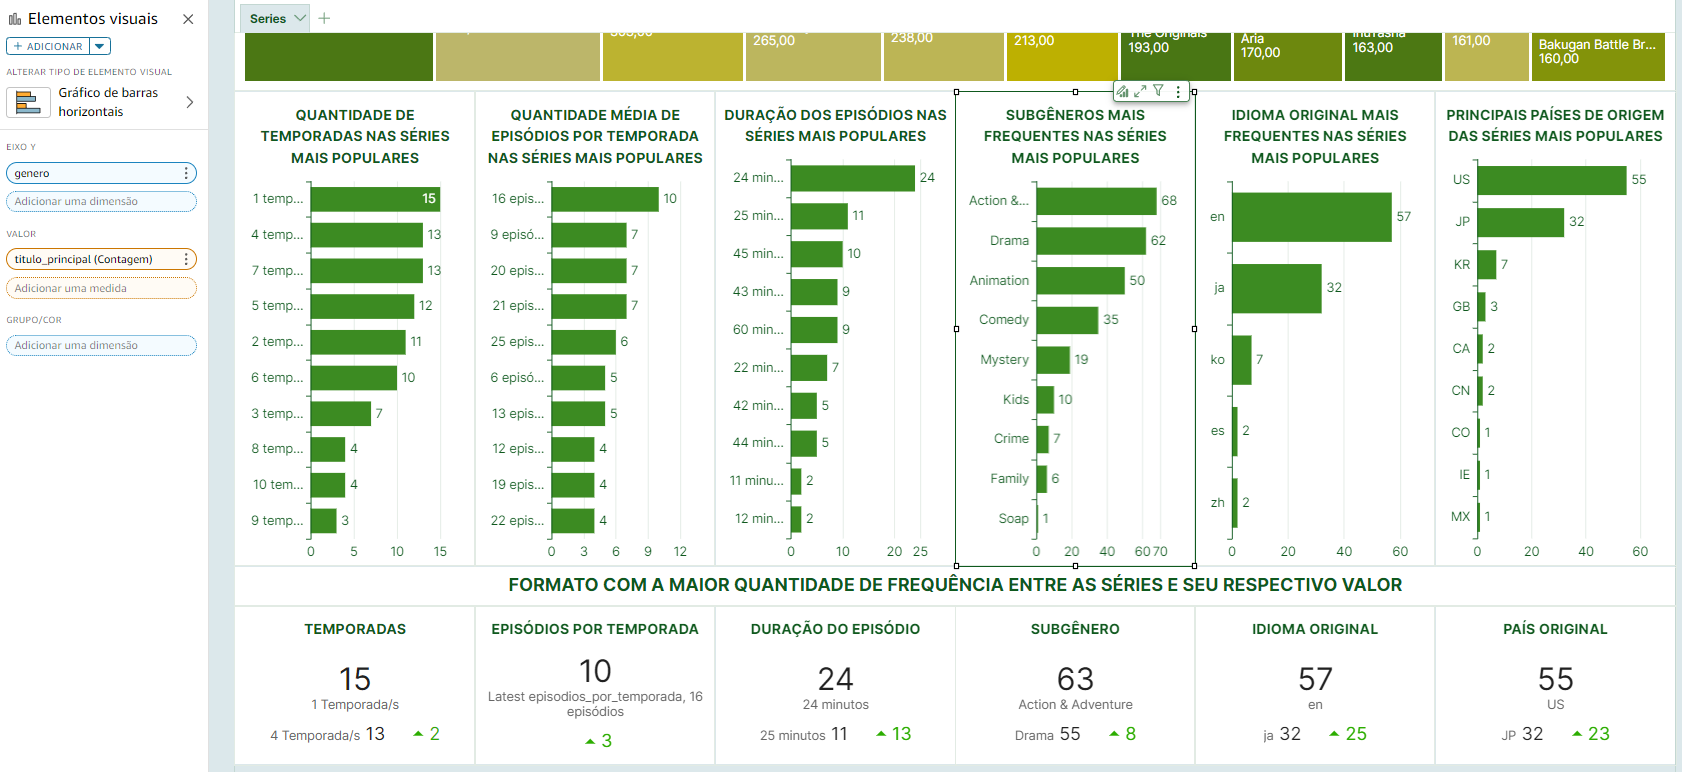 Elementos visuais
+ ADICIONAR
ALTERAR TIPO DE ELEMENTO VISUAL
Gráfico de barras
horizontais
EIXO Y
genero
Adicionar uma dimensão
VALOR
titulo_principal (Contagem)
Adicionar uma medida
GRUPO/COR
Adicionar uma dimensão
Series
265,00
238,00
213,00
The Originals
193,00
Aria
170,00
InuYasha
163,00
161,00
Bakugan Battle Br...
160,00
QUANTIDADE DE
TEMPORADAS NAS SÉRIES
MAIS POPULARES
1 temp... 15
4 temp... 13
7 temp... 13
5 temp... 12
2 temp... 11
6 temp... 10
3 temp... 7
8 temp... 4
10 tem... 4
9 temp... 3
0 5 10 15
QUANTIDADE MÉDIA DE
EPISÓDIOS POR TEMPORADA
NAS SÉRIES MAIS POPULARES
16 epis... 10
9 episó... 7
20 epis... 7
21 epis... 7
25 epis... 6
6 episó... 5
13 epis... 5
12 epis... 4
19 epis... 4
22 epis... 4
0 3 6 9 12
DURAÇÃO DOS EPISÓDIOS NAS
SÉRIES MAIS POPULARES
24 min... 24
25 min... 11
45 min... 10
43 min... 9
60 min... 9
22 min... 7
42 min... 5
44 min... 5
11 minu... 2
12 min... 2
0 10 20 25
SUBGÊNEROS MAIS
FREQUENTES NAS SÉRIES
MAIS POPULARES
Action &... 68
Drama 62
Animation 50
Comedy 35
Mystery 19
Kids 10
Crime 7
Family 6
Soap 1
0 20 40 60 70
IDIOMA ORIGINAL MAIS
FREQUENTES NAS SÉRIES
MAIS POPULARES
en 57
ja 32
ko 7
es 2
zh 2
0 20 40 60
PRINCIPAIS PAÍSES DE ORIGEM
DAS SÉRIES MAIS POPULARES
US 55
JP 32
KR 7
GB 3
CA 2
CN 2
CO 1
IE 1
MX 1
0 20 40 60
FORMATO COM A MAIOR QUANTIDADE DE FREQUÊNCIA ENTRE AS SÉRIES E SEU RESPECTIVO VALOR
TEMPORADAS
15
1 Temporada/s
4 Temporada/s 13 2
EPISÓDIOS POR TEMPORADA
10
Latest episodios_por_temporada, 16
episódios
3
DURAÇÃO DO EPISÓDIO
24
24 minutos
25 minutos 11 13
SUBGÊNERO
63
Action & Adventure
Drama 55 8
IDIOMA ORIGINAL
57
en
ja 32 25
PAÍS ORIGINAL
55
US
JP 32 23